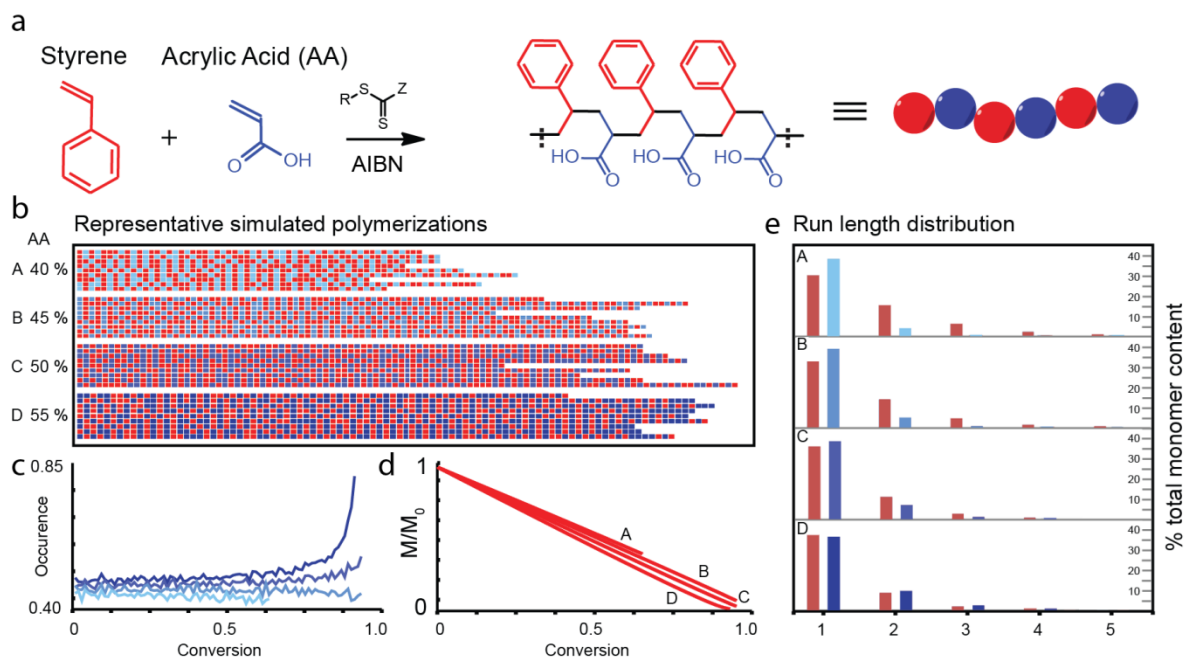 a
Styrene
Acrylic Acid (AA)
R
S
Z
S
+
O
OH
AIBN
HO
O
HO
O
HO
O
b
Representative simulated polymerizations
AA
A 40 %
B 45 %
C 50 %
D 55 %
c
0.85
Occurence
0.40
0
0.5
1.0
Conversion
d
1
M/M0
0
A
B
C
D
0
0.5
1.0
Conversion
e
Run length distribution
A
40
30
20
10
B
40
30
20
10
C
40
30
20
10
D
40
30
20
10
1
2
3
4
5
% total monomer content